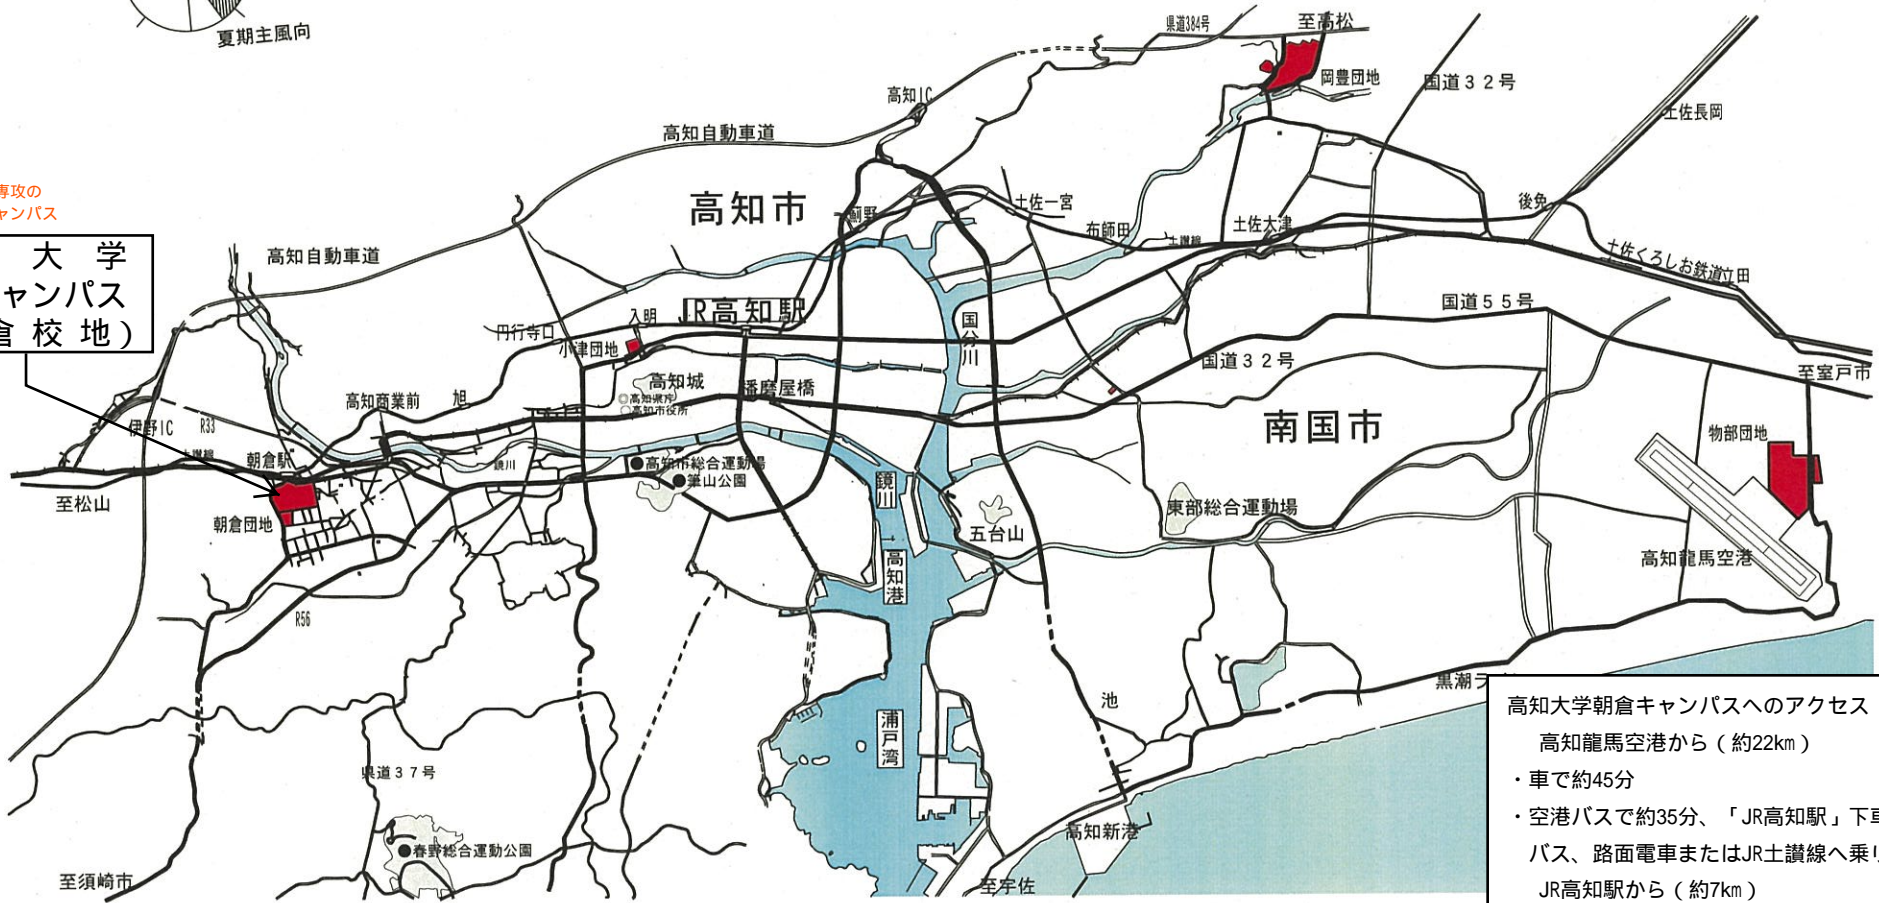 夏期主風向
県道384号
至高松
岡豊団地
国道32号
高知IC
土佐長岡
高知自動車道
専攻の
ャンパス
高知市
薊野
土佐一宮
布師田
土讃線
土佐大津
後免
大学
ャンパス
倉校地)
高知自動車道
土佐くろしお鉄道
立田
JR高知駅
入明
円行寺口
小津団地
国分川
国道55号
国道32号
至室戸市
高知城
◎高知県庁
○高知市役所
播磨屋橋
高知商業前
旭
伊野IC
R33
土讃線
朝倉駅
鏡川
●高知市総合運動場
●筆山公園
南国市
物部団地
至松山
朝倉団地
鏡川
五台山
東部総合運動場
高知龍馬空港
高知港
R56
黒潮ラ
池
浦戸湾
県道37号
高知新港
●春野総合運動公園
至須崎市
至宇佐
高知大学朝倉キャンパスへのアクセス
高知龍馬空港から(約22km)
・車で約45分
・空港バスで約35分、「JR高知駅」下車
バス、路面電車またはJR土讃線へ乗り
JR高知駅から(約7km)